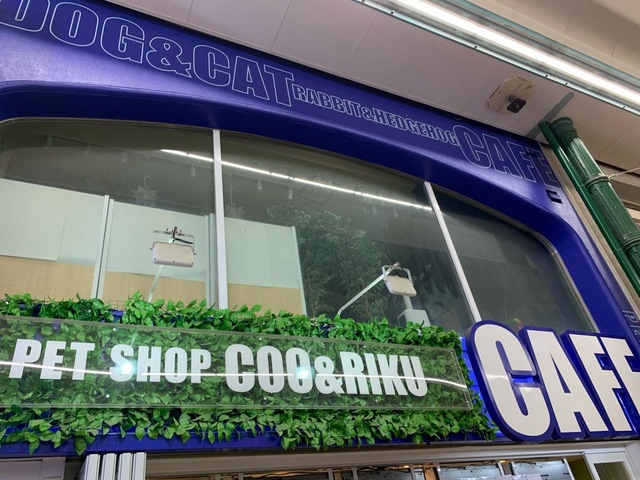 DOG&CAT RABBIT&HEDGEHOG CAFE
PET SHOP COO&RIKU
CAFE